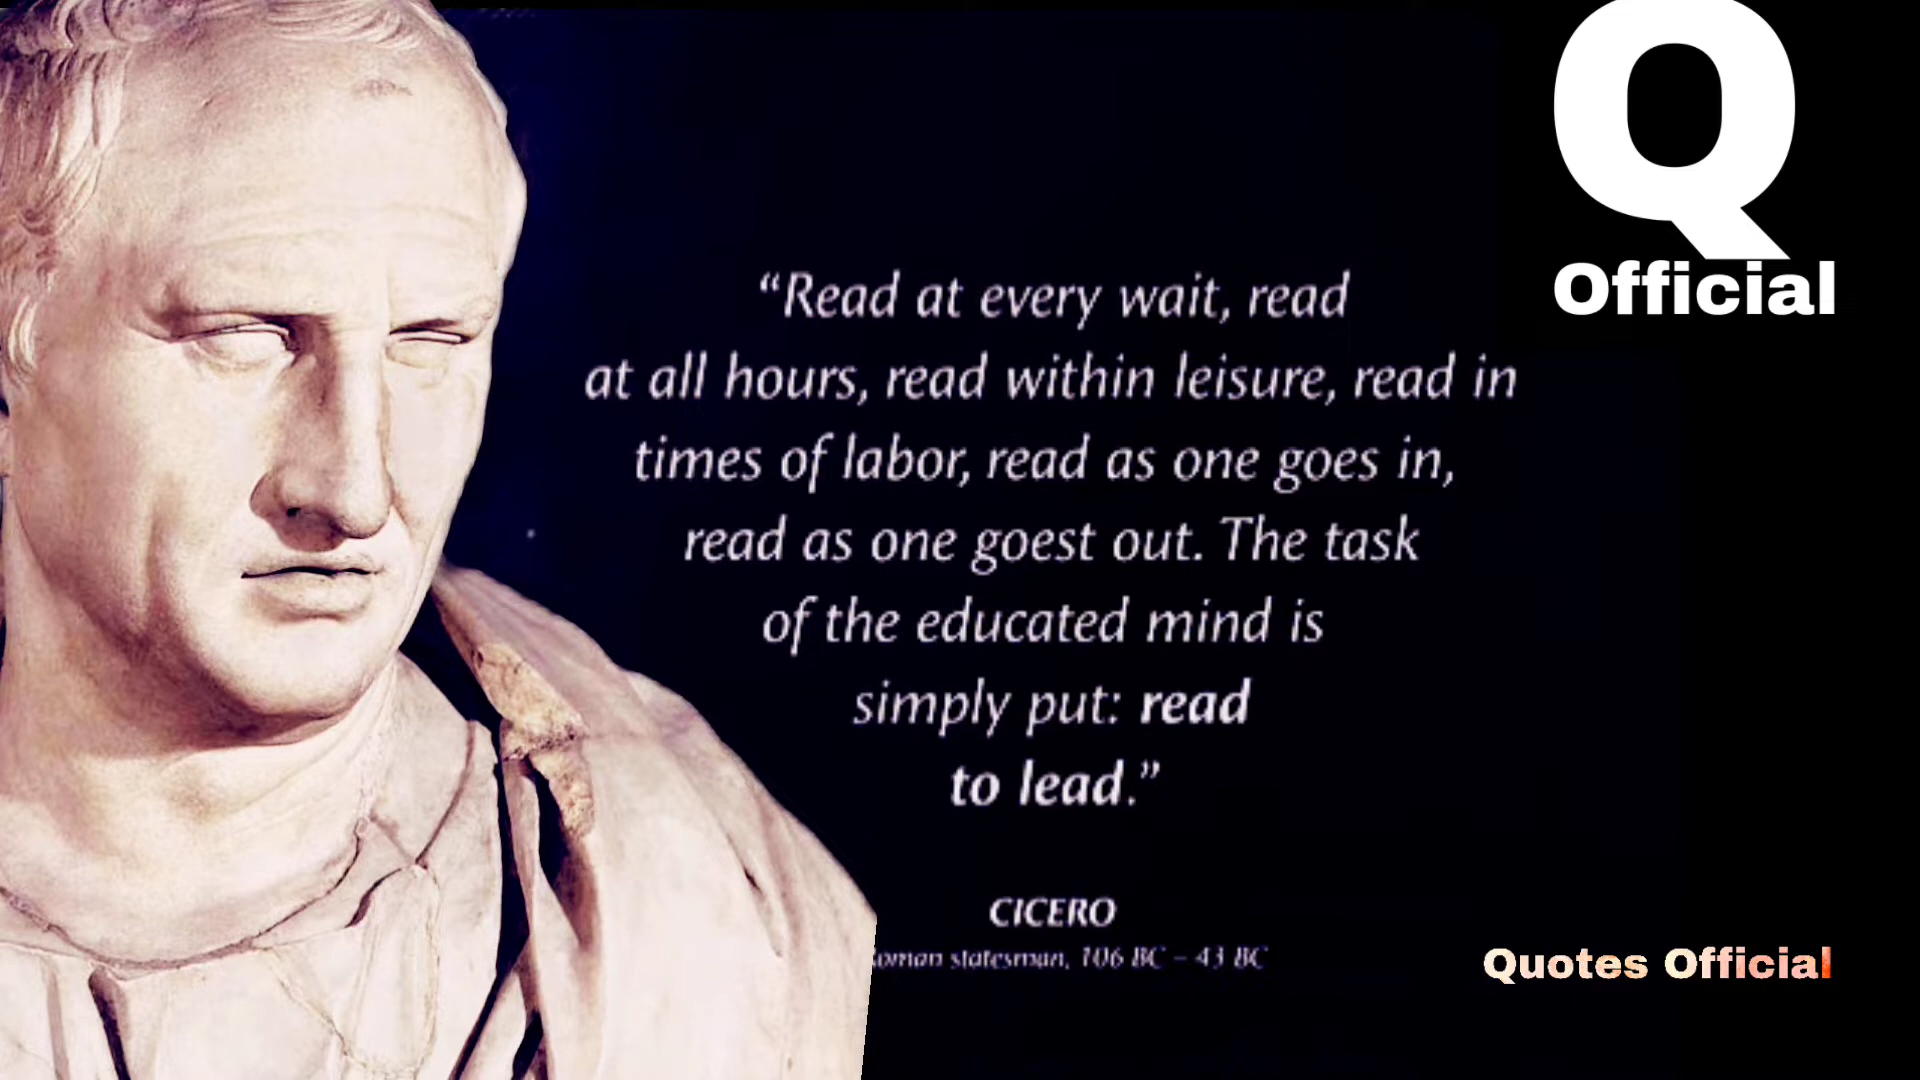 Q
Official
“Read at every wait, read
at all hours, read within leisure, read in
times of labor, read as one goes in,
read as one goest out. The task
of the educated mind is
simply put: read
to lead.”
CICERO
statesman, 106 BC – 43 BC
Quotes Official